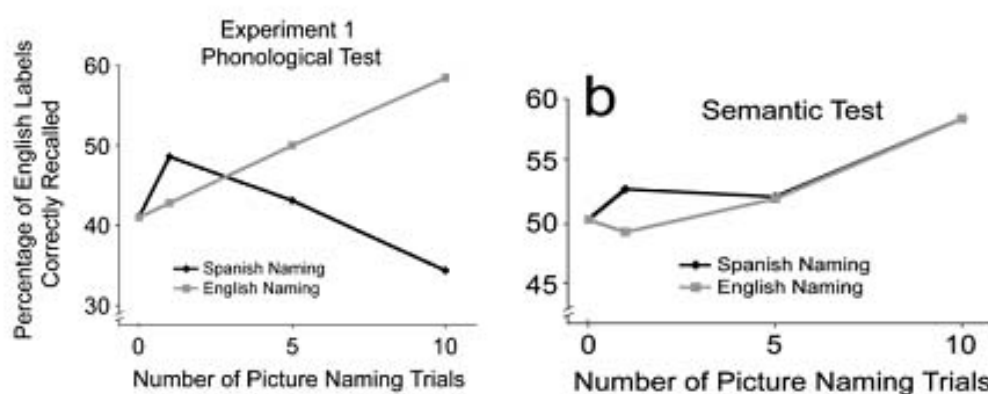 Experiment 1
Phonological Test
Percentage of English Labels
Correctly Recalled
60
50
40
30
Spanish Naming
English Naming
0
5
10
Number of Picture Naming Trials
b
Semantic Test
60
55
50
45
Spanish Naming
English Naming
0
5
10
Number of Picture Naming Trials